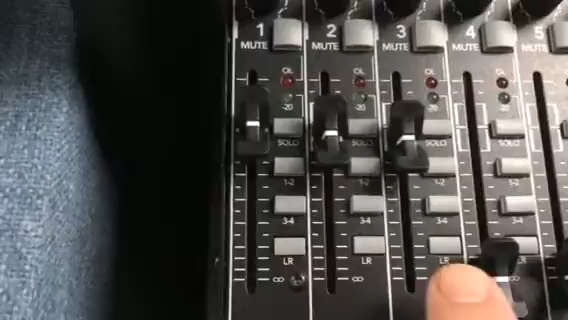 1 2 3 4 5
MUTE MUTE MUTE MUTE
OL OL OL OL
-20 -20 -20 -20
SOLO SOLO SOLO SOLO
1-2 1-2 1-2 1-2
3-4 3-4 3-4 3-4
LR LR LR
∞ ∞ ∞